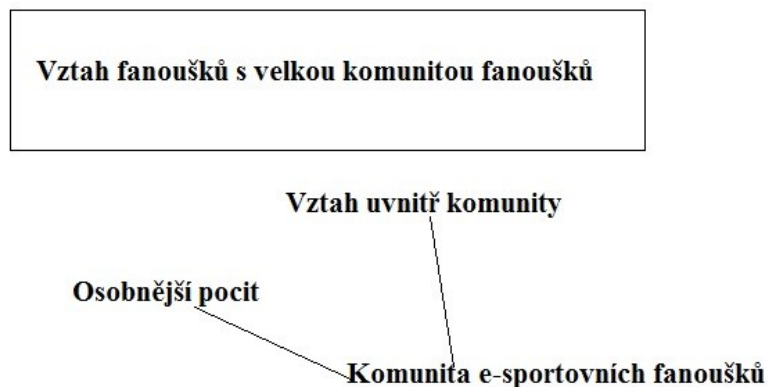 Vztah fanoušků s velkou komunitou fanoušků
Vztah uvnitř komunity
Osobnější pocit
Komunita e-sportovních fanoušků